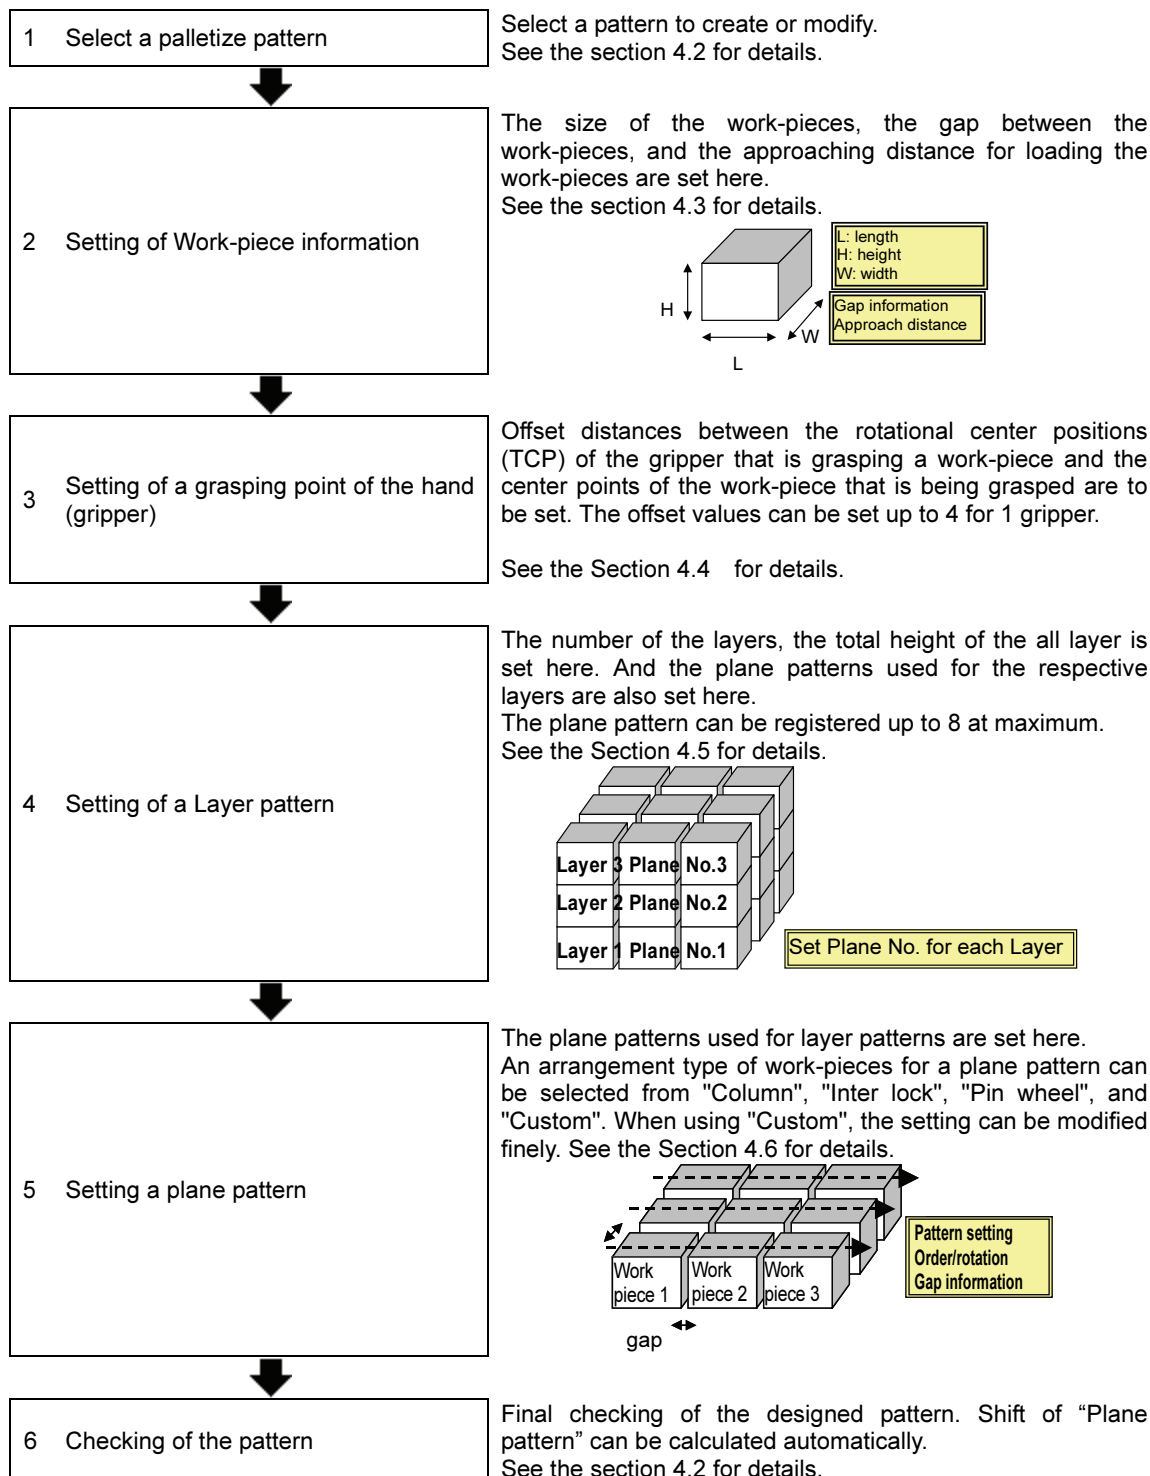 1 Select a palletize pattern
Select a pattern to create or modify.
See the section 4.2 for details.
2 Setting of Work-piece information
The size of the work-pieces, the gap between the
work-pieces, and the approaching distance for loading the
work-pieces are set here.
See the section 4.3 for details.
L: length
H: height
W: width
Gap information
Approach distance
H
W
L
3 Setting of a grasping point of the hand
(gripper)
Offset distances between the rotational center positions
(TCP) of the gripper that is grasping a work-piece and the
center points of the work-piece that is being grasped are to
be set. The offset values can be set up to 4 for 1 gripper.
See the Section 4.4 for details.
4 Setting of a Layer pattern
The number of the layers, the total height of the all layer is
set here. And the plane patterns used for the respective
layers are also set here.
The plane pattern can be registered up to 8 at maximum.
See the Section 4.5 for details.
Layer 3 Plane No.3
Layer 2 Plane No.2
Layer 1 Plane No.1
Set Plane No. for each Layer
5 Setting a plane pattern
The plane patterns used for layer patterns are set here.
An arrangement type of work-pieces for a plane pattern can
be selected from "Column", "Inter lock", "Pin wheel", and
"Custom". When using "Custom", the setting can be modified
finely. See the Section 4.6 for details.
Pattern setting
Order/rotation
Gap information
Work
piece 1
Work
piece 2
Work
piece 3
gap
6 Checking of the pattern
Final checking of the designed pattern. Shift of “Plane
pattern” can be calculated automatically.
See the section 4.2 for details.